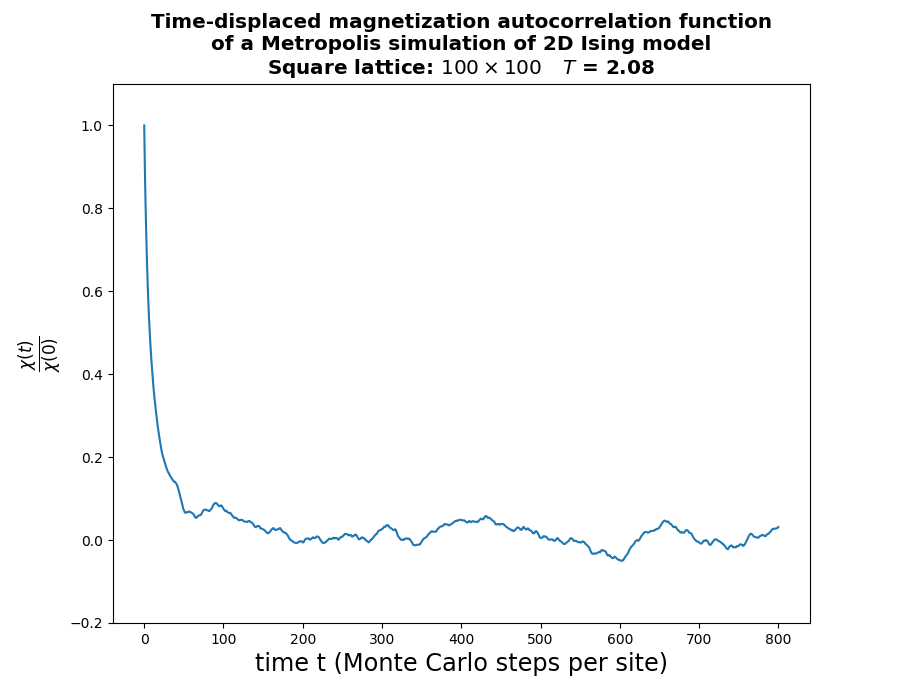 Time-displaced magnetization autocorrelation function
of a Metropolis simulation of 2D Ising model
Square lattice: 100 × 100 T = 2.08
1.0
0.8
0.6
0.4
0.2
0.0
−0.2
χ(t)
χ(0)
0 100 200 300 400 500 600 700 800
time t (Monte Carlo steps per site)